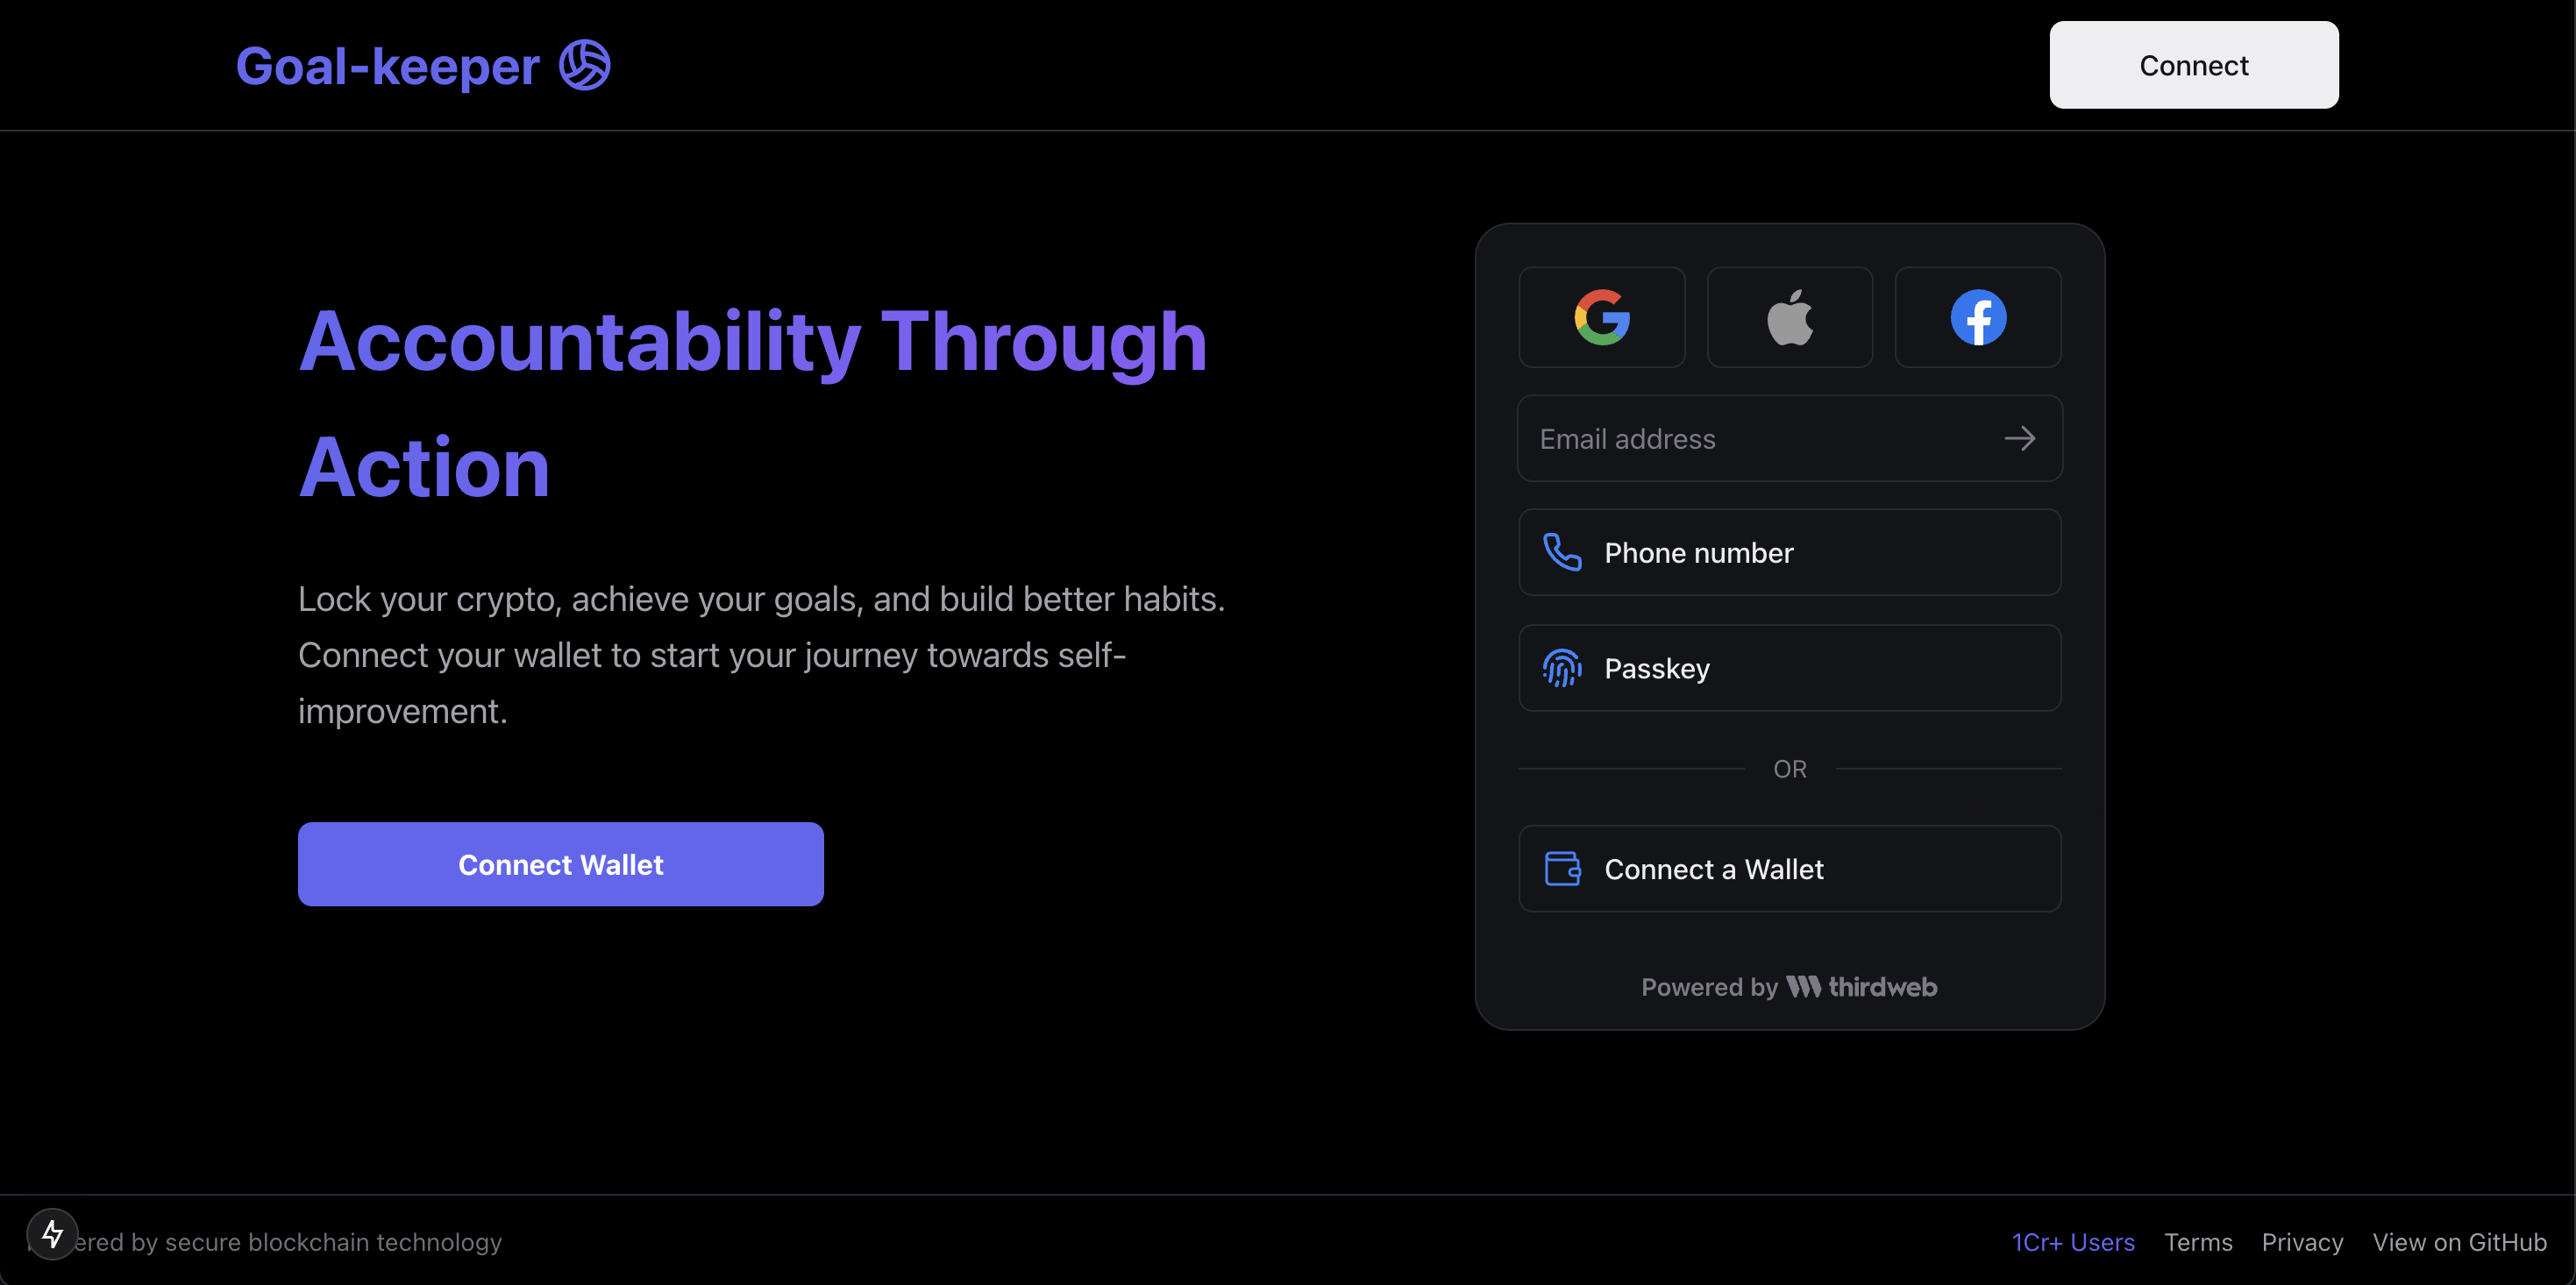 Goal-keeper
Connect
Accountability Through
Action
Lock your crypto, achieve your goals, and build better habits.
Connect your wallet to start your journey towards self-
improvement.
Connect Wallet
Email address
Phone number
Passkey
OR
Connect a Wallet
Powered by thirdweb
by secure blockchain technology
1Cr+ Users
Terms
Privacy
View on GitHub